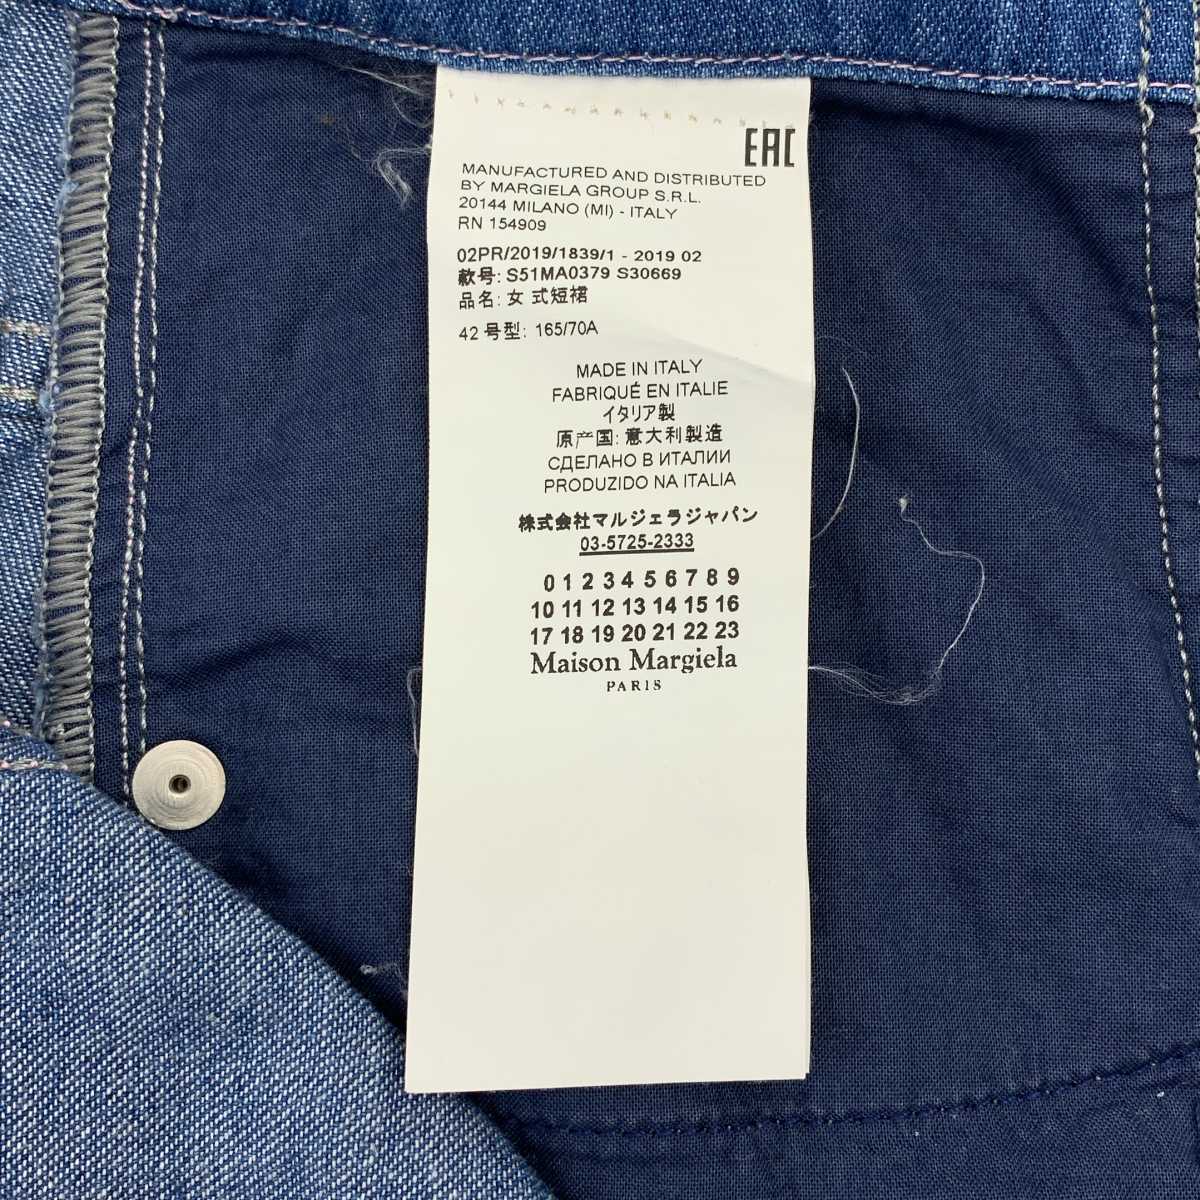 EAC
MANUFACTURED AND DISTRIBUTED
BY MARGIELA GROUP S.R.L.
20144 MILANO (MI) - ITALY
RN 154909
02PR/2019/1839/1 - 2019 02
款号: S51MA0379 S30669
品名: 女 式短裙
42 号型: 165/70A
MADE IN ITALY
FABRIQUÉ EN ITALIE
イタリア製
原产国: 意大利製造
СДЕЛАНО В ИТАЛИИ
PRODUZIDO NA ITALIA
株式会社マルジェラジャパン
03-5725-2333
0 1 2 3 4 5 6 7 8 9
10 11 12 13 14 15 16
17 18 19 20 21 22 23
Maison Margiela
PARIS